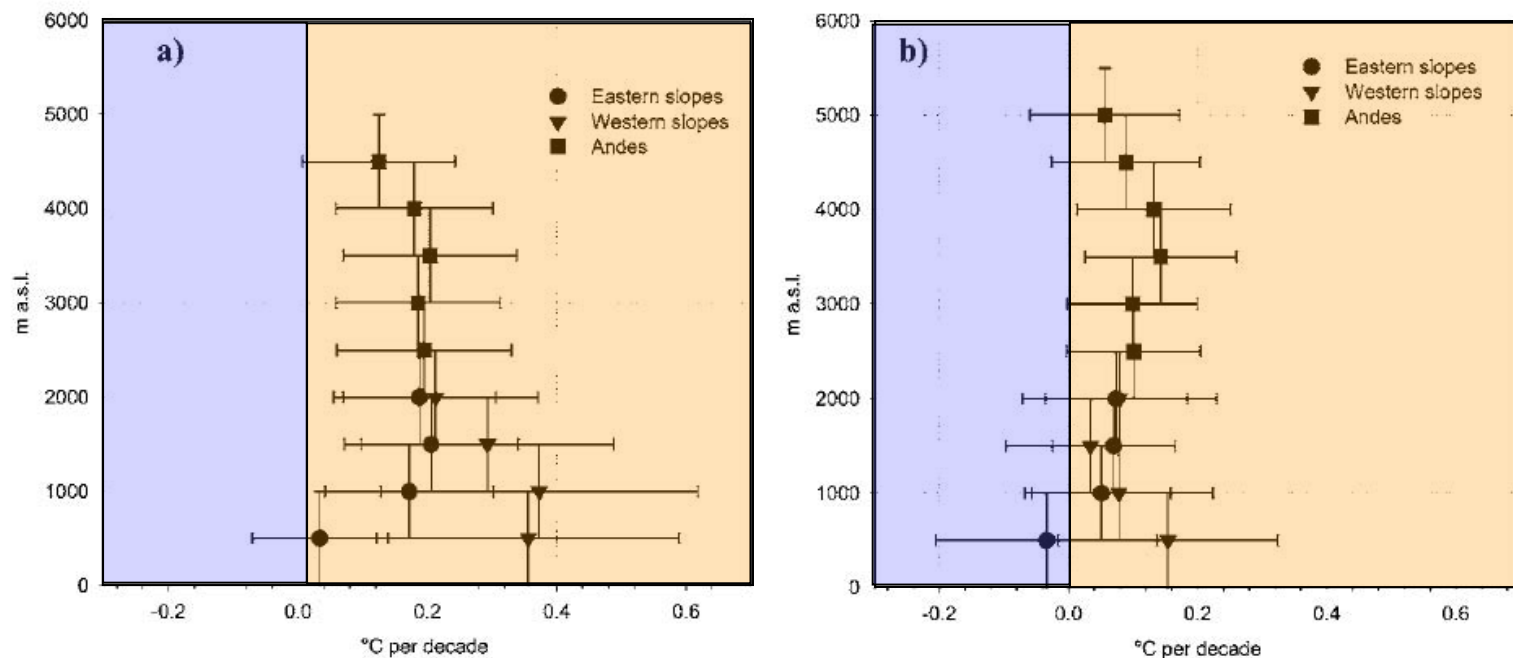 a)
6000
5000
4000
3000
2000
1000
0
m a.s.l.
Eastern slopes
Western slopes
Andes
-0.2
0.0
0.2
0.4
0.6
°C per decade
b)
6000
5000
4000
3000
2000
1000
0
m a.s.l.
Eastern slopes
Western slopes
Andes
-0.2
0.0
0.2
0.4
0.6
°C per decade